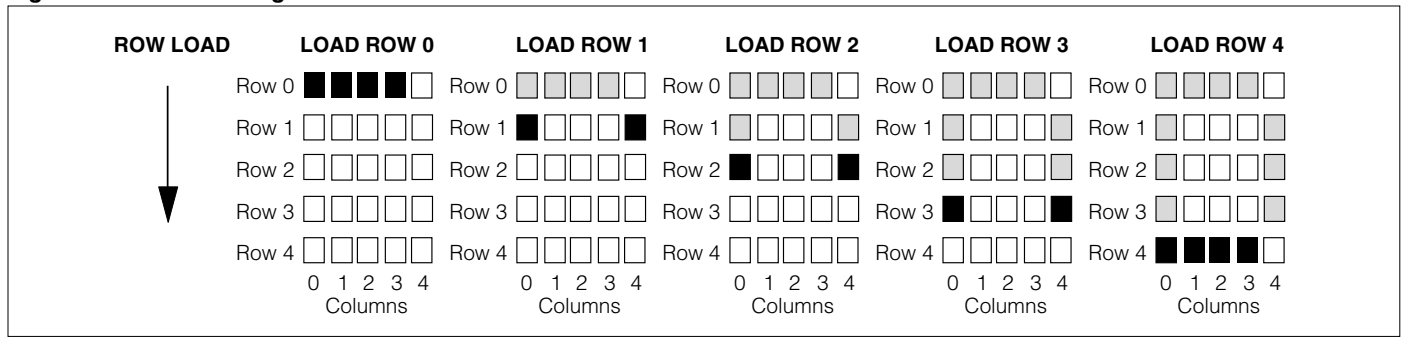 ROW LOAD LOAD ROW 0 LOAD ROW 1 LOAD ROW 2 LOAD ROW 3 LOAD ROW 4
Row 0 Row 0 Row 0 Row 0 Row 0
Row 1 Row 1 Row 1 Row 1 Row 1
Row 2 Row 2 Row 2 Row 2 Row 2
Row 3 Row 3 Row 3 Row 3 Row 3
Row 4 Row 4 Row 4 Row 4 Row 4
0 1 2 3 4 0 1 2 3 4 0 1 2 3 4 0 1 2 3 4 0 1 2 3 4
Columns Columns Columns Columns Columns